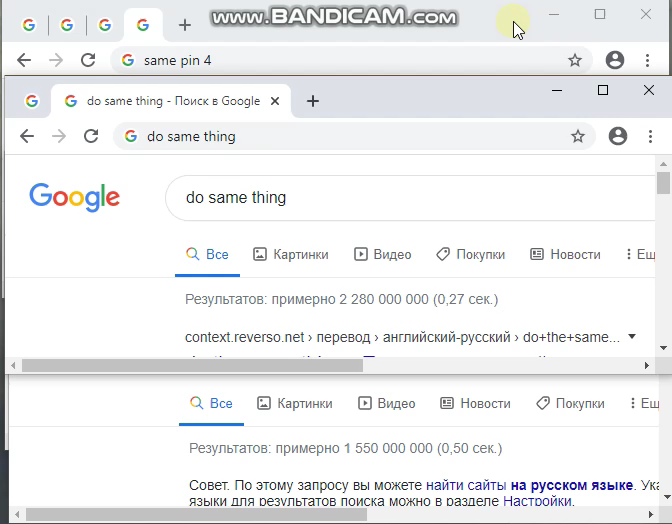 www.BANDICAM.com
same pin 4
do same thing - Поиск в Google
do same thing
Google
do same thing
Все Картинки Видео Покупки Новости Ещ
Результатов: примерно 2 280 000 000 (0,27 сек.)
context.reverso.net › перевод › английский-русский › do+the+same...
Все Картинки Видео Новости Покупки Ещ
Результатов: примерно 1 550 000 000 (0,50 сек.)
Совет. По этому запросу вы можете найти сайты на русском языке. Ука
языки для результатов поиска можно в разделе Настройки.